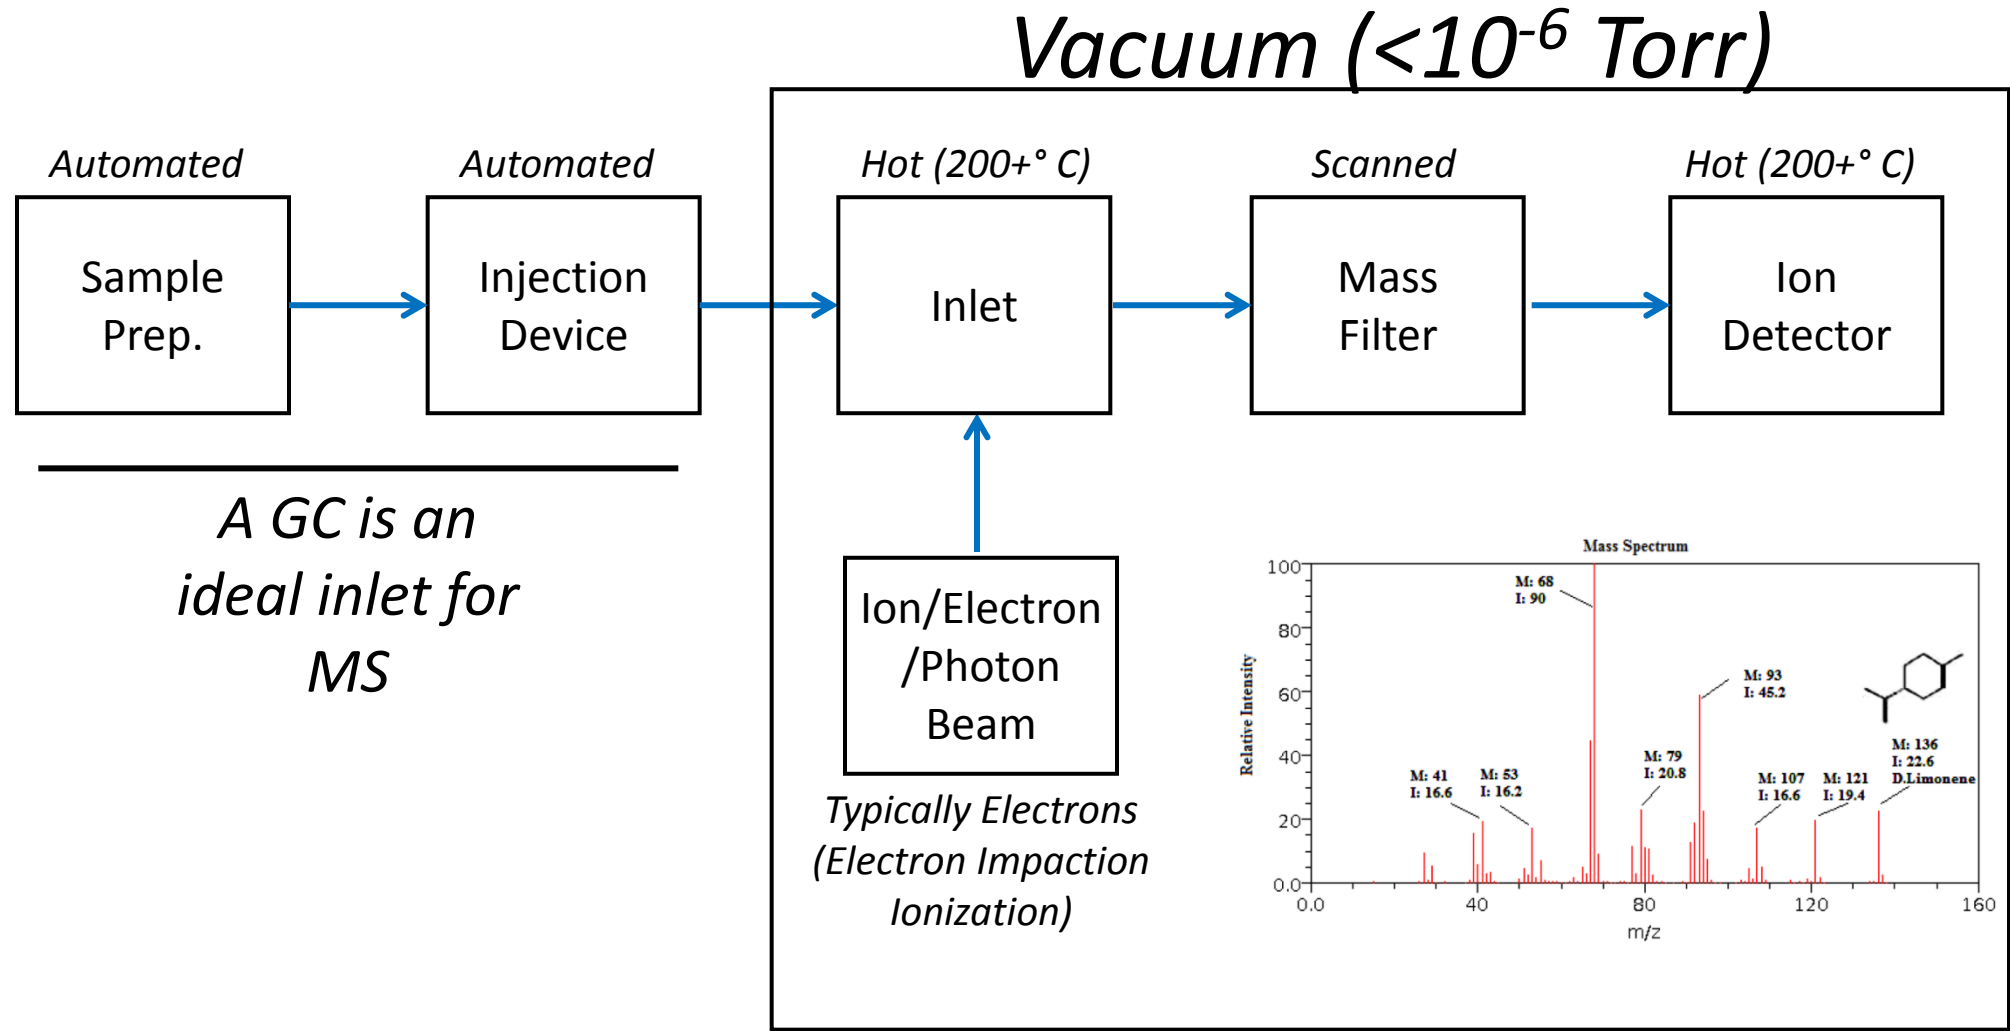 Vacuum (<10⁻⁶ Torr)
Automated
Automated
Hot (200+° C)
Scanned
Hot (200+° C)
Sample
Prep.
Injection
Device
Inlet
Mass
Filter
Ion
Detector
A GC is an
ideal inlet for
MS
Ion/Electron
/Photon
Beam
Typically Electrons
(Electron Impaction
Ionization)
Mass Spectrum
Relative Intensity
100
80
60
40
20
0.0
0.0
40
80
120
160
m/z
M: 41
I: 16.6
M: 53
I: 16.2
M: 68
I: 90
M: 79
I: 20.8
M: 93
I: 45.2
M: 107
I: 16.6
M: 121
I: 19.4
M: 136
I: 22.6
D.Limonene